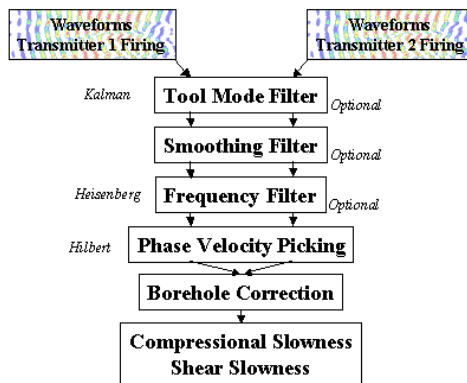 Waveforms
Transmitter 1 Firing
Waveforms
Transmitter 2 Firing
Kalman
Tool Mode Filter
Optional
Smoothing Filter
Optional
Heisenberg
Frequency Filter
Optional
Hilbert
Phase Velocity Picking
Borehole Correction
Compressional Slowness
Shear Slowness